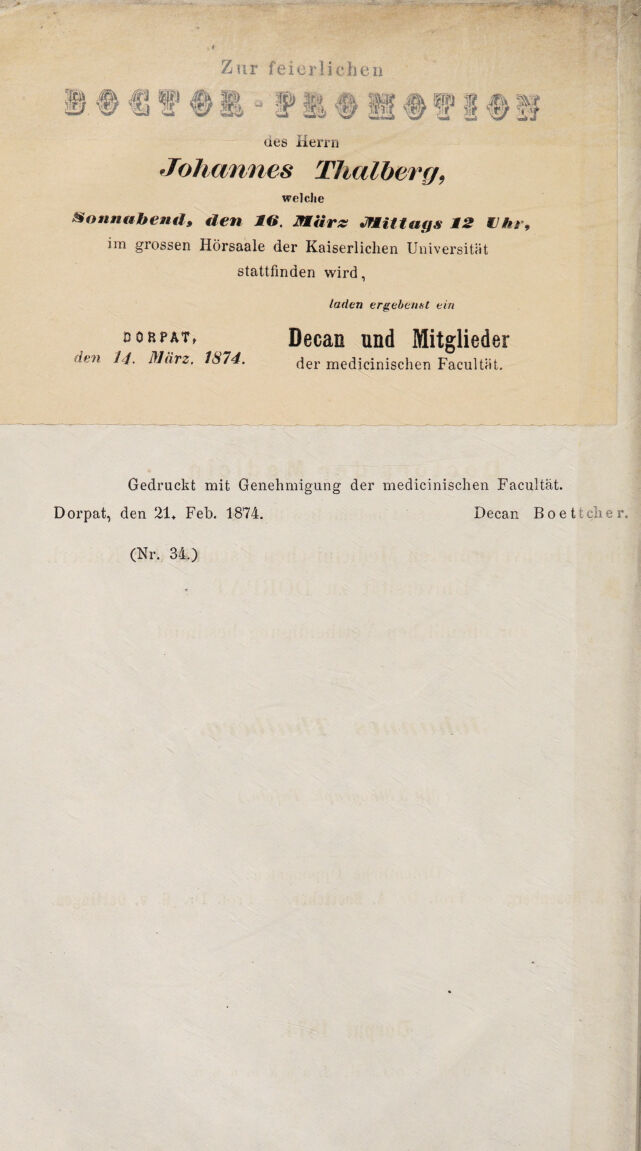 Zur feierlichen
DOCTOR-PROMOTION
des Herrn
Johannes Thalberg,
welche
Sonnabend, den 16. März Mittags 12 Uhr,
im grossen Hörsaale der Kaiserlichen Universität
stattfinden wird,
laden ergebenst ein
DORPAT, Decan und Mitglieder
den 14. März. 1874. der medicinischen Facultät.
Gedruckt mit Genehmigung der medicinischen Facultät.
Dorpat, den 21. Feb. 1874. Decan Boettcher.
(Nr. 34.)